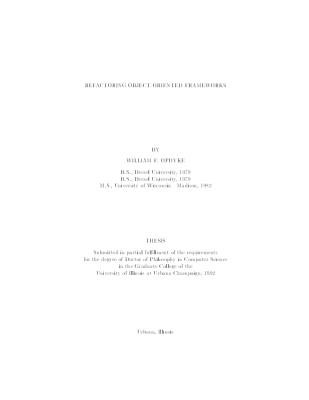 REFACTORING OBJECT-ORIENTED FRAMEWORKS
BY
WILLIAM F. OPDYKE
B.S., Drexel University, 1979
B.S., Drexel University, 1979
M.S., University of Wisconsin - Madison, 1982
THESIS
Submitted in partial fulfillment of the requirements
for the degree of Doctor of Philosophy in Computer Science
in the Graduate College of the
University of Illinois at Urbana-Champaign, 1992
Urbana, Illinois